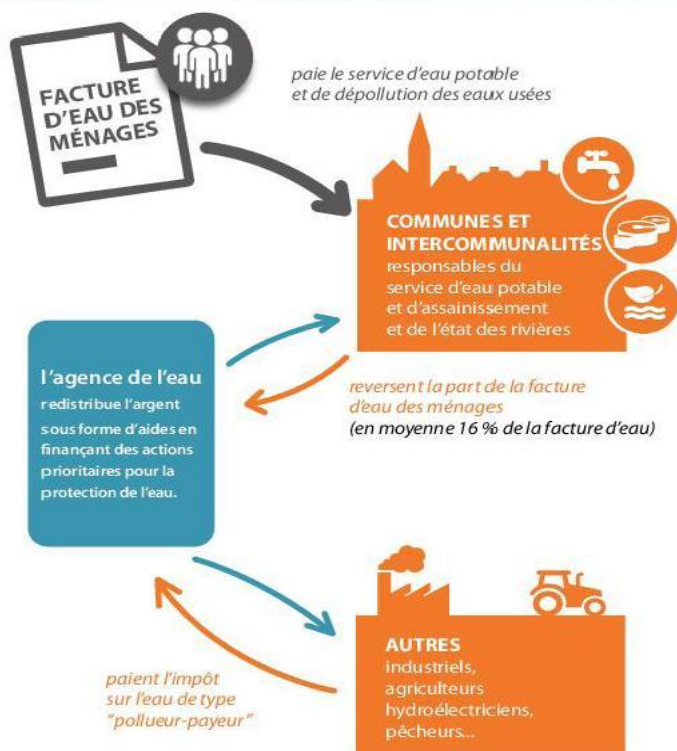 FACTURE
D'EAU DES
MÉNAGES
paie le service d'eau potable
et de dépollution des eaux usées
COMMUNES ET
INTERCOMMUNALITÉS
responsables du
service d'eau potable
et d'assainissement
et de l'état des rivières
l'agence de l'eau
redistribue l'argent
sous forme d'aides en
finançant des actions
prioritaires pour la
protection de l'eau.
reversent la part de la facture
d'eau des ménages
(en moyenne 16 % de la facture d'eau)
AUTRES
industriels,
agriculteurs
hydroélectriciens,
pêcheurs...
paient l'impôt
sur l'eau de type
"pollueur-payeur"